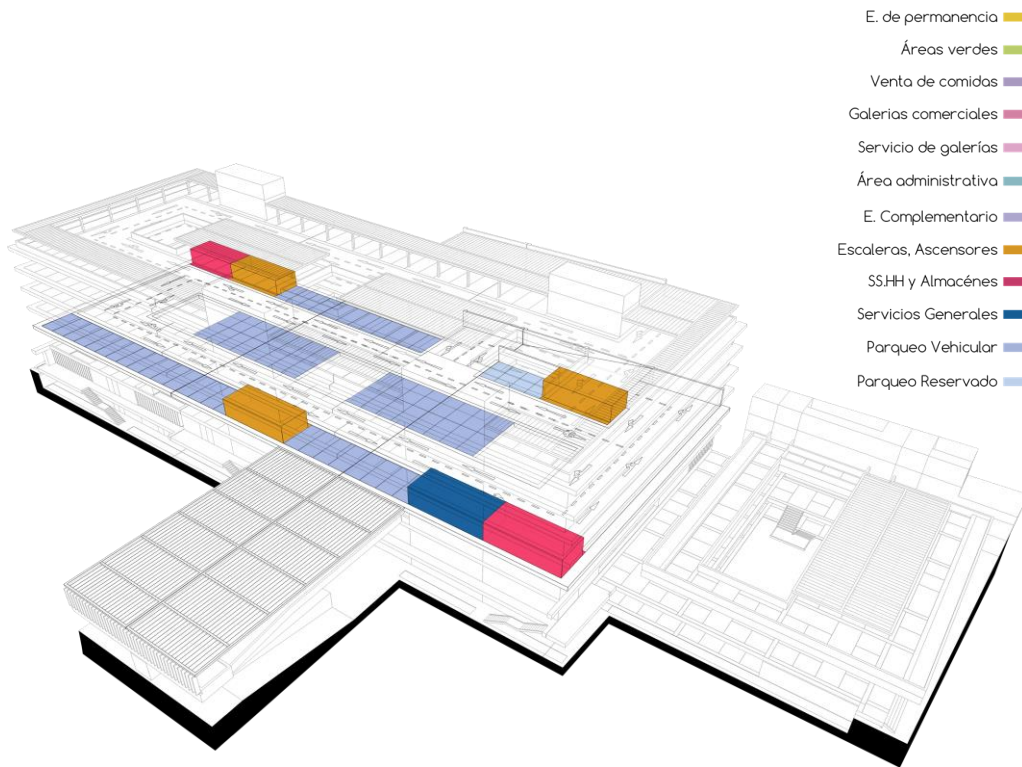 E. de permanencia
Áreas verdes
Venta de comidas
Galerias comerciales
Servicio de galerías
Área administrativa
E. Complementario
Escaleras, Ascensores
SS.HH y Almacénes
Servicios Generales
Parqueo Vehicular
Parqueo Reservado